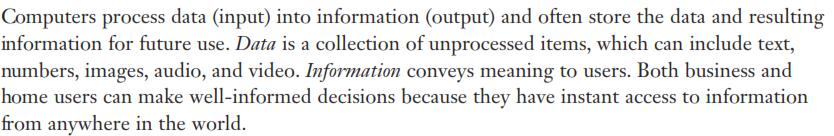 Computers process data (input) into information (output) and often store the data and resulting
information for future use. Data is a collection of unprocessed items, which can include text,
numbers, images, audio, and video. Information conveys meaning to users. Both business and
home users can make well-informed decisions because they have instant access to information
from anywhere in the world.